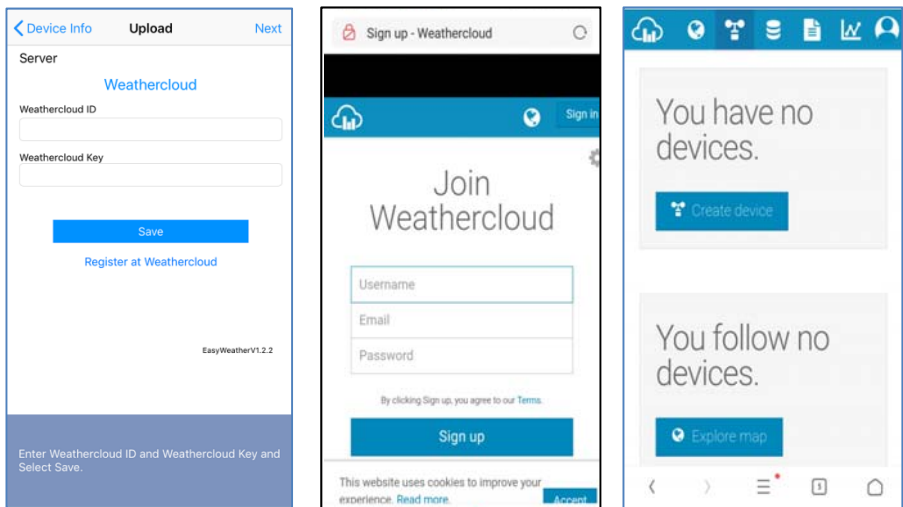 Device Info
Upload
Next
Server
Weathercloud
Weathercloud ID
Weathercloud Key
Save
Register at Weathercloud
EasyWeatherV1.2.2
Enter Weathercloud ID and Weathercloud Key and
Select Save.
Sign up - Weathercloud
Sign in
Join
Weathercloud
Username
Email
Password
By clicking Sign up, you agree to our Terms.
Sign up
This website uses cookies to improve your
experience. Read more.
Accept
You have no
devices.
Create device
You follow no
devices.
Explore map